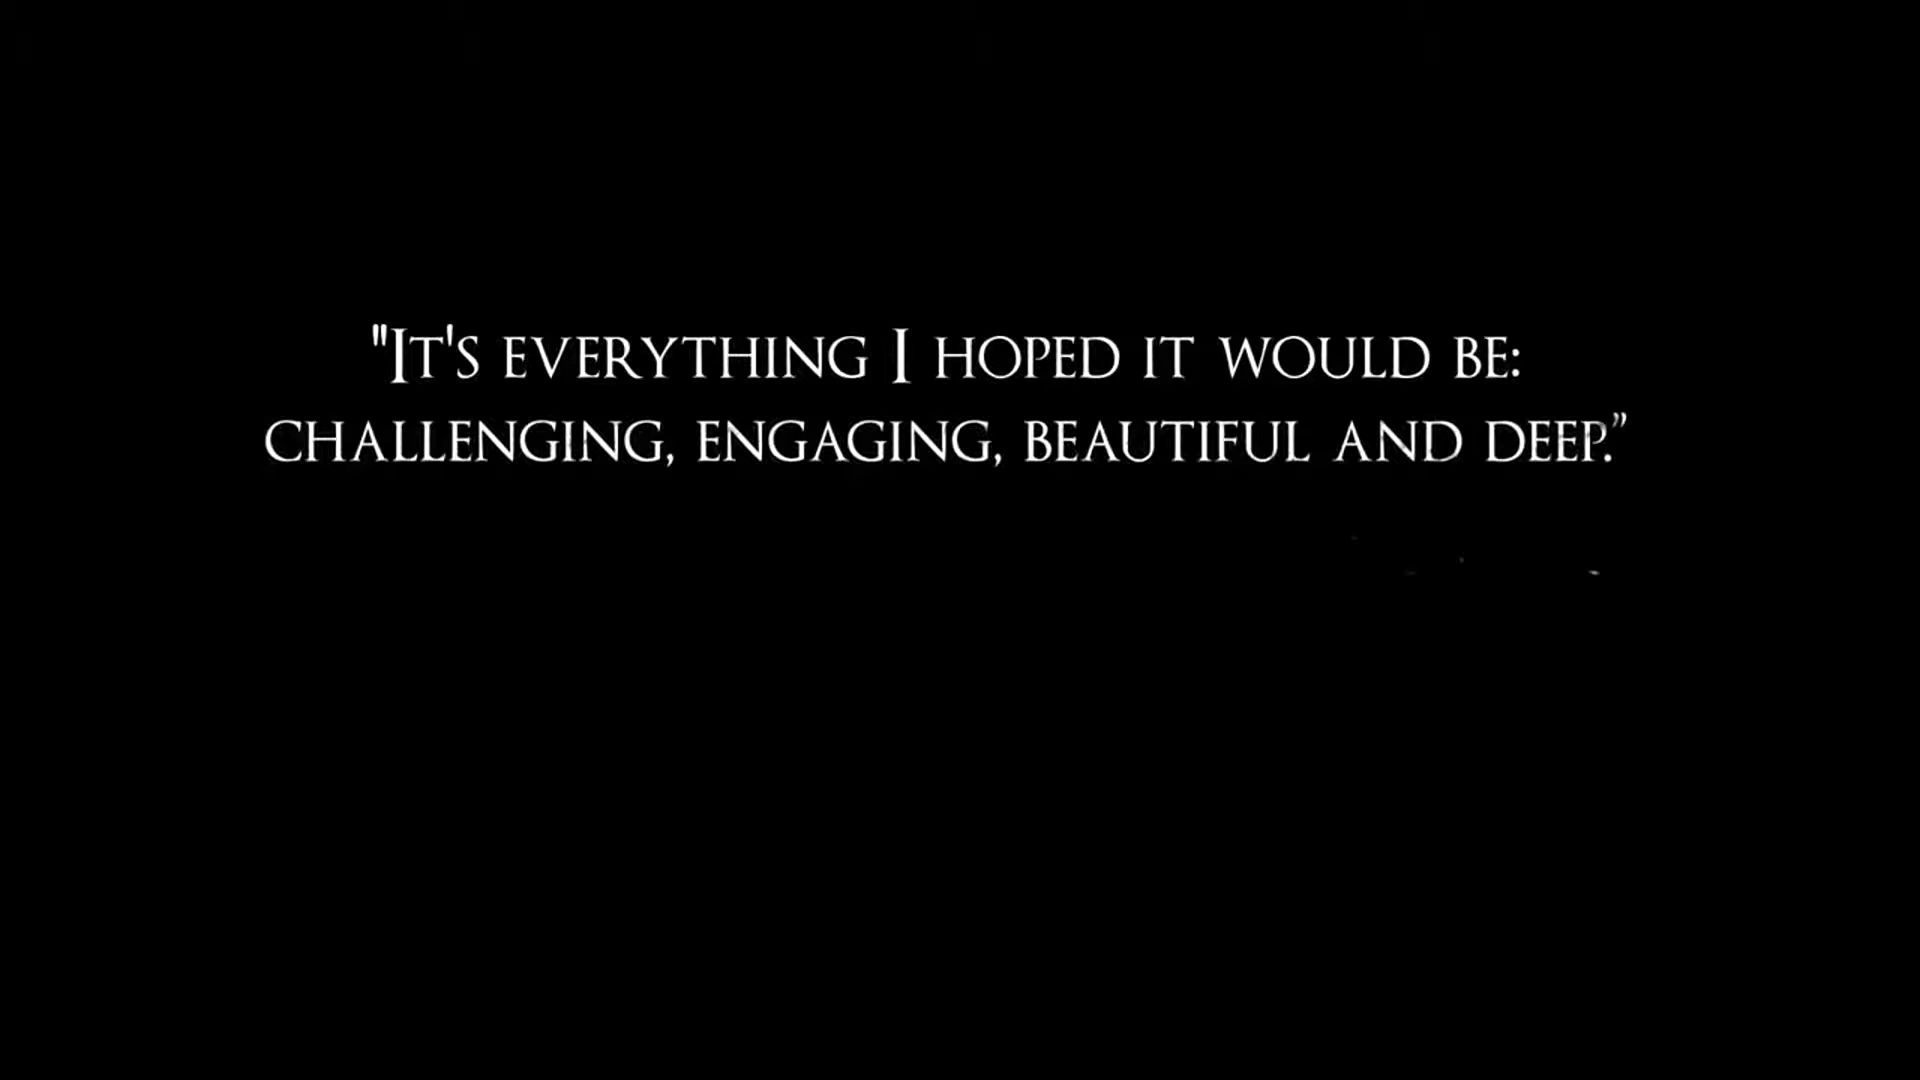 "It's everything I hoped it would be:
challenging, engaging, beautiful and deep.”